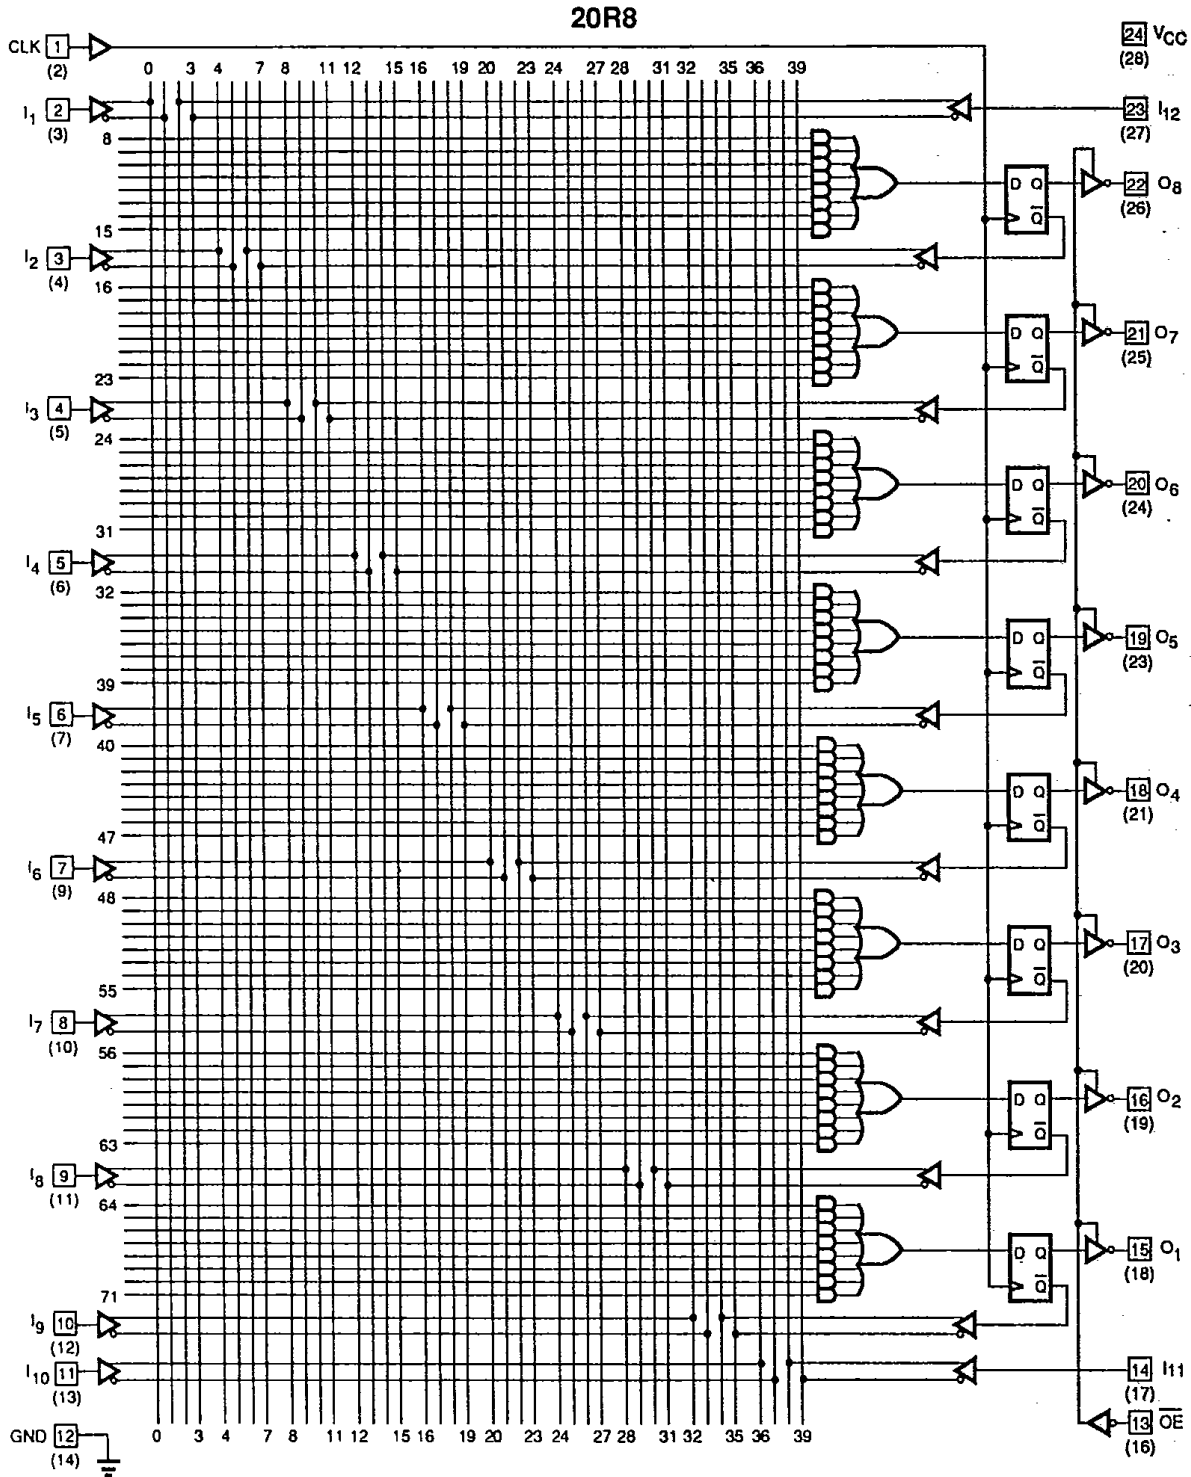 20R8
CLK 1 (2)
24 VCC (28)
0 3 4 7 8 11 12 15 16 19 20 23 24 27 28 31 32 35 36 39
I1 2 (3)
23 I12 (27)
8
D Q
22 O8 (26)
Q̅
15
I2 3 (4)
16
D Q
21 O7 (25)
Q̅
23
I3 4 (5)
24
D Q
20 O6 (24)
Q̅
31
I4 5 (6)
32
D Q
19 O5 (23)
Q̅
39
I5 6 (7)
40
D Q
18 O4 (21)
Q̅
47
I6 7 (9)
48
D Q
17 O3 (20)
Q̅
55
I7 8 (10)
56
D Q
16 O2 (19)
Q̅
63
I8 9 (11)
64
D Q
15 O1 (18)
Q̅
71
I9 10 (12)
I10 11 (13)
14 I11 (17)
GND 12 (14)
0 3 4 7 8 11 12 15 16 19 20 23 24 27 28 31 32 35 36 39
13 O̅E̅ (16)